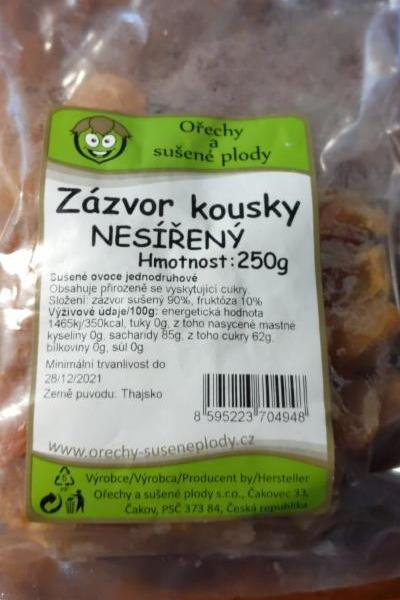 Ořechy
a
sušené plody
Zázvor kousky
NESÍŘENÝ
Hmotnost:250g
Sušené ovoce jednodruhové
Obsahuje přirozeně se vyskytující cukry.
Složení: zázvor sušený 90%, fruktóza 10%
Výživové údaje/100g: energetická hodnota
1465kj/350kcal, tuky 0g, z toho nasycené mastné
kyseliny 0g, sacharidy 85g, z toho cukry 62g,
bílkoviny 0g, sůl 0g
Minimální trvanlivost do
28/12/2021
Země puvodu: Thajsko
8 595223 704948
www.orechy-suseneplody.cz
Výrobce/Výrobca/Producent by/Hersteller
Ořechy a sušené plody s.r.o., Čakovec 33,
Čakov, PSČ 373 84, Česká republika